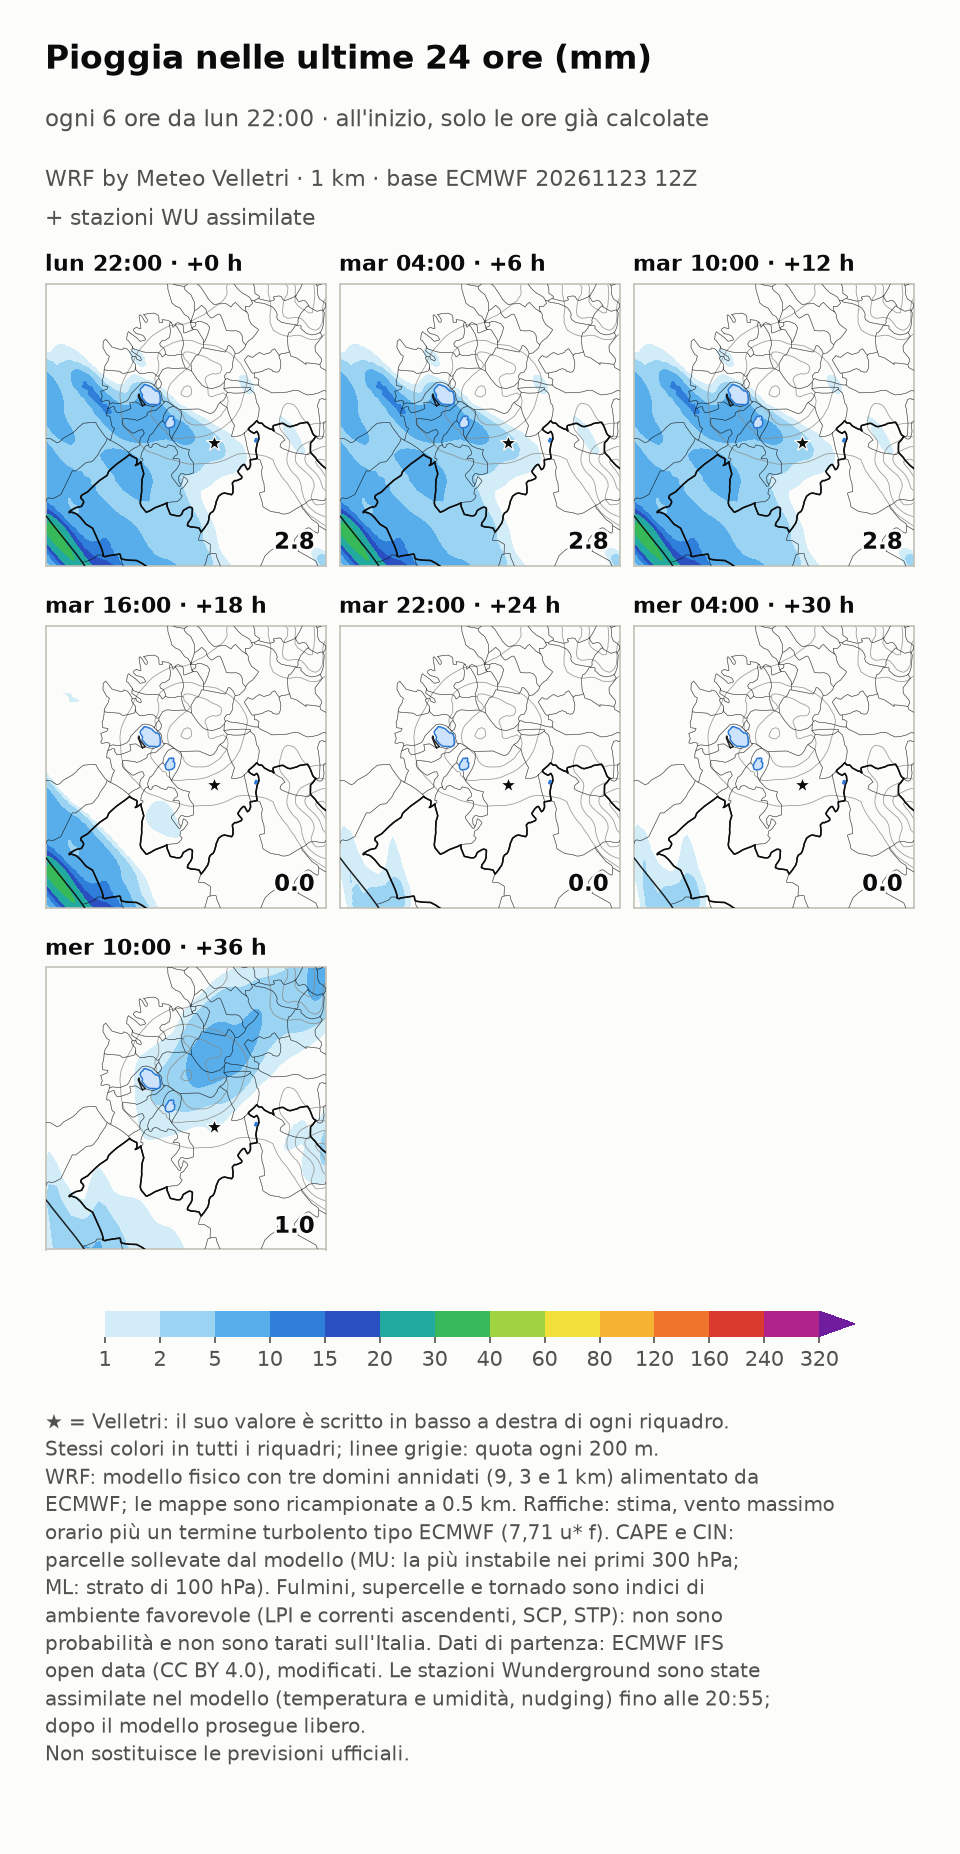 Pioggia nelle ultime 24 ore (mm)
ogni 6 ore da lun 22:00 · all'inizio, solo le ore già calcolate
WRF by Meteo Velletri · 1 km · base ECMWF 20261123 12Z
+ stazioni WU assimilate
lun 22:00 · +0 h
mar 04:00 · +6 h
mar 10:00 · +12 h
2.8
2.8
2.8
mar 16:00 · +18 h
mar 22:00 · +24 h
mer 04:00 · +30 h
0.0
0.0
0.0
mer 10:00 · +36 h
1.0
1 2 5 10 15 20 30 40 60 80 120 160 240 320
★ = Velletri: il suo valore è scritto in basso a destra di ogni riquadro.
Stessi colori in tutti i riquadri; linee grigie: quota ogni 200 m.
WRF: modello fisico con tre domini annidati (9, 3 e 1 km) alimentato da
ECMWF; le mappe sono ricampionate a 0.5 km. Raffiche: stima, vento massimo
orario più un termine turbolento tipo ECMWF (7,71 u* f). CAPE e CIN:
parcelle sollevate dal modello (MU: la più instabile nei primi 300 hPa;
ML: strato di 100 hPa). Fulmini, supercelle e tornado sono indici di
ambiente favorevole (LPI e correnti ascendenti, SCP, STP): non sono
probabilità e non sono tarati sull'Italia. Dati di partenza: ECMWF IFS
open data (CC BY 4.0), modificati. Le stazioni Wunderground sono state
assimilate nel modello (temperatura e umidità, nudging) fino alle 20:55;
dopo il modello prosegue libero.
Non sostituisce le previsioni ufficiali.